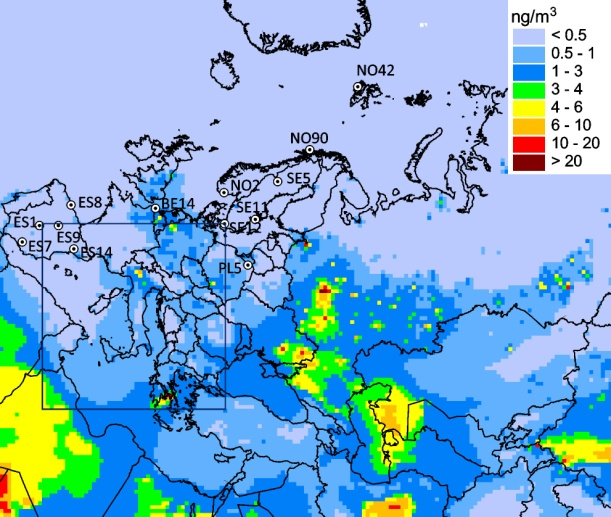 ng/m3
< 0.5
0.5 - 1
1 - 3
3 - 4
4 - 6
6 - 10
10 - 20
> 20
NO42
NO90
SE5
NO2
ES8
BE14
SE11
ES1
SE12
ES9
ES7
ES14
PL5